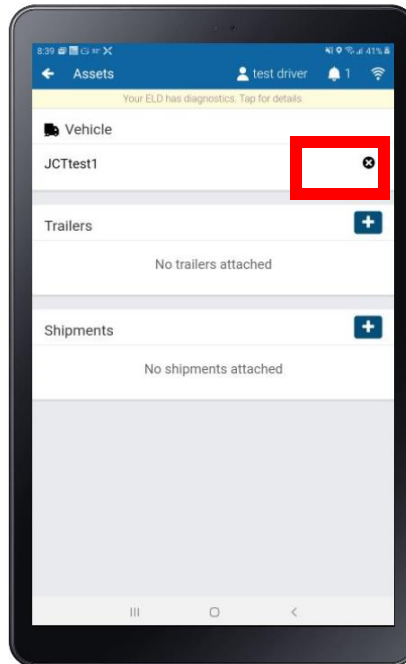 8:39 41%
Assets test driver 1
Your ELD has diagnostics. Tap for details.
Vehicle
JCTtest1
Trailers
No trailers attached
Shipments
No shipments attached